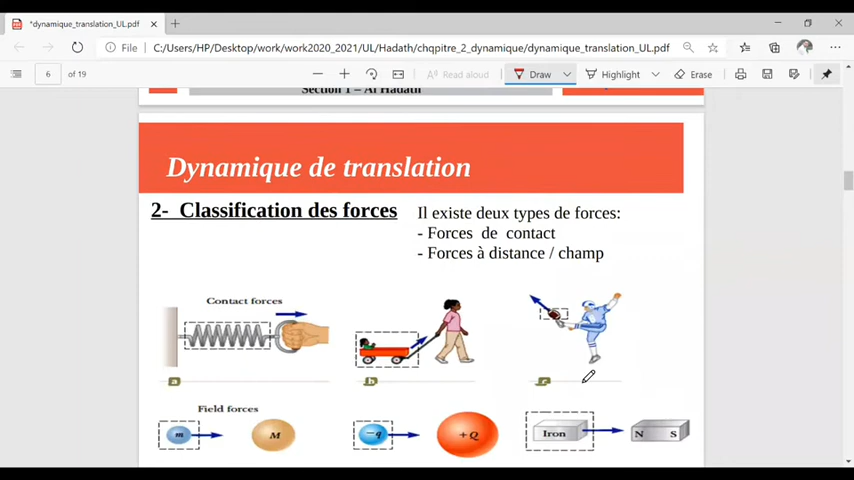 *dynamique_translation_UL.pdf
File
C:/Users/HP/Desktop/work/work2020_2021/UL/Hadath/chqpitre_2_dynamique/dynamique_translation_UL.pdf
6 of 19
Read aloud
Draw
Highlight
Erase
Section 1 – Al Hadath
Dynamique de translation
2- Classification des forces
Il existe deux types de forces:
- Forces de contact
- Forces à distance / champ
Contact forces
a
b
c
Field forces
m
M
−q
+Q
Iron
N S